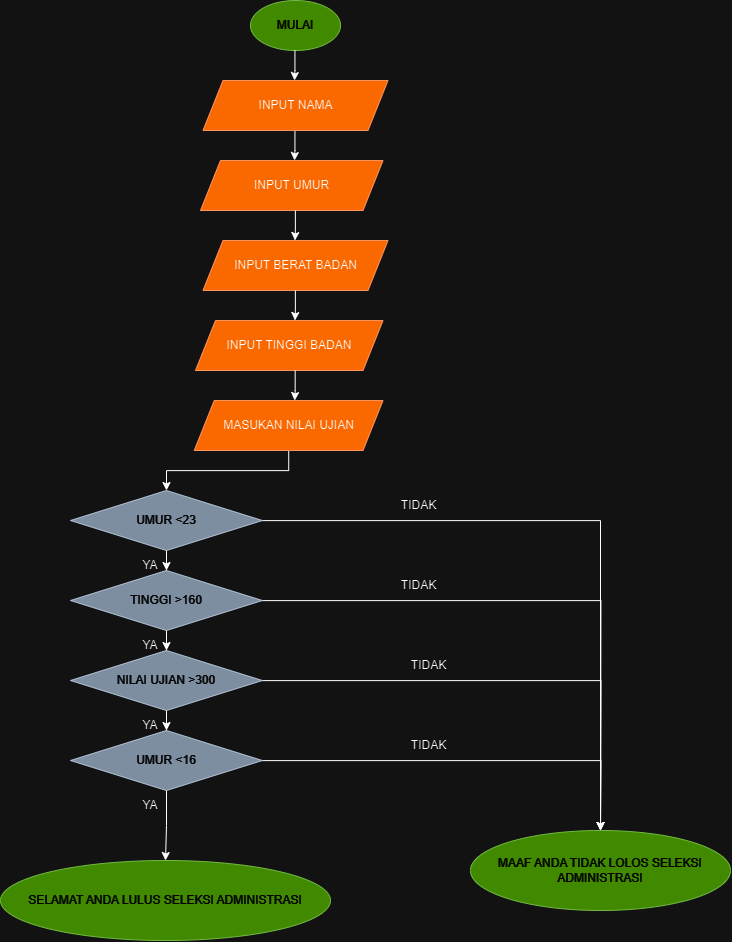 MULAI
INPUT NAMA
INPUT UMUR
INPUT BERAT BADAN
INPUT TINGGI BADAN
MASUKAN NILAI UJIAN
UMUR <23
TIDAK
YA
TINGGI >160
TIDAK
YA
NILAI UJIAN >300
TIDAK
YA
UMUR <16
TIDAK
YA
MAAF ANDA TIDAK LOLOS SELEKSI
ADMINISTRASI
SELAMAT ANDA LULUS SELEKSI ADMINISTRASI